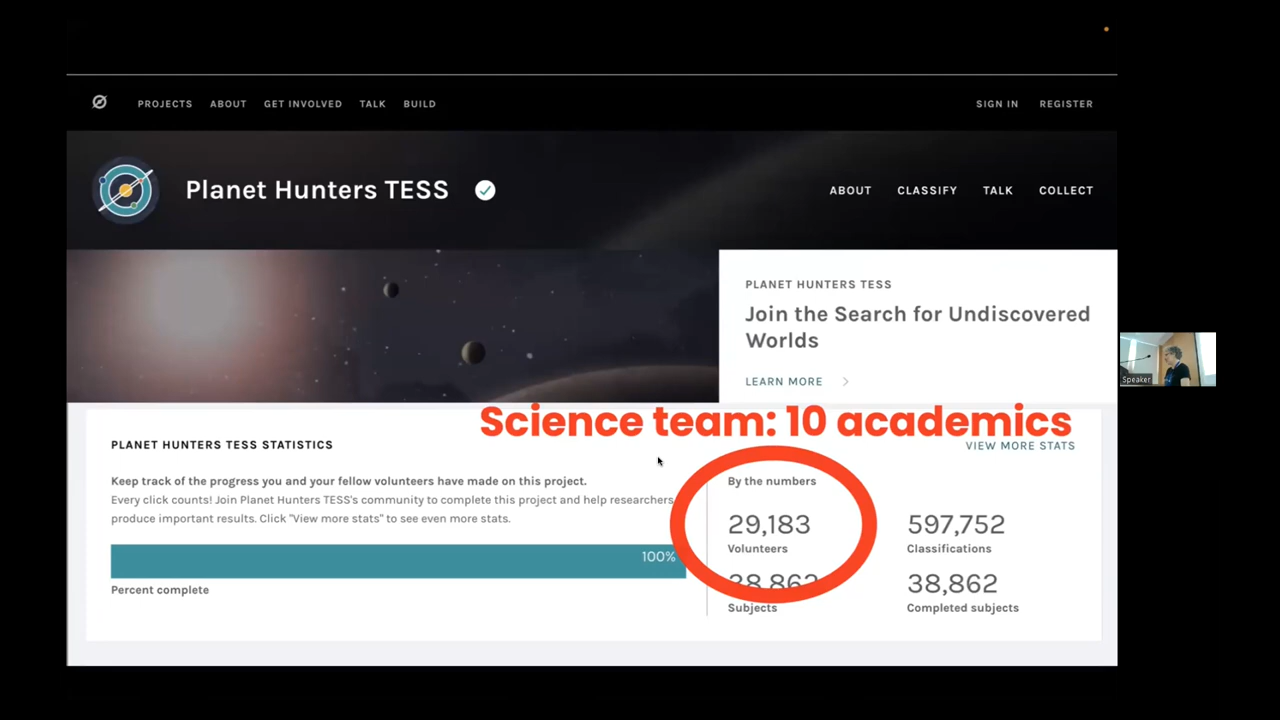 PROJECTS ABOUT GET INVOLVED TALK BUILD SIGN IN REGISTER
Planet Hunters TESS ABOUT CLASSIFY TALK COLLECT
PLANET HUNTERS TESS
Join the Search for Undiscovered
Worlds
LEARN MORE
Science team: 10 academics
PLANET HUNTERS TESS STATISTICS
VIEW MORE STATS
Keep track of the progress you and your fellow volunteers have made on this project.
Every click counts! Join Planet Hunters TESS's community to complete this project and help researchers
produce important results. Click "View more stats" to see even more stats.
100%
Percent complete
By the numbers
29,183 597,752
Volunteers Classifications
38,862 38,862
Subjects Completed subjects
Speaker